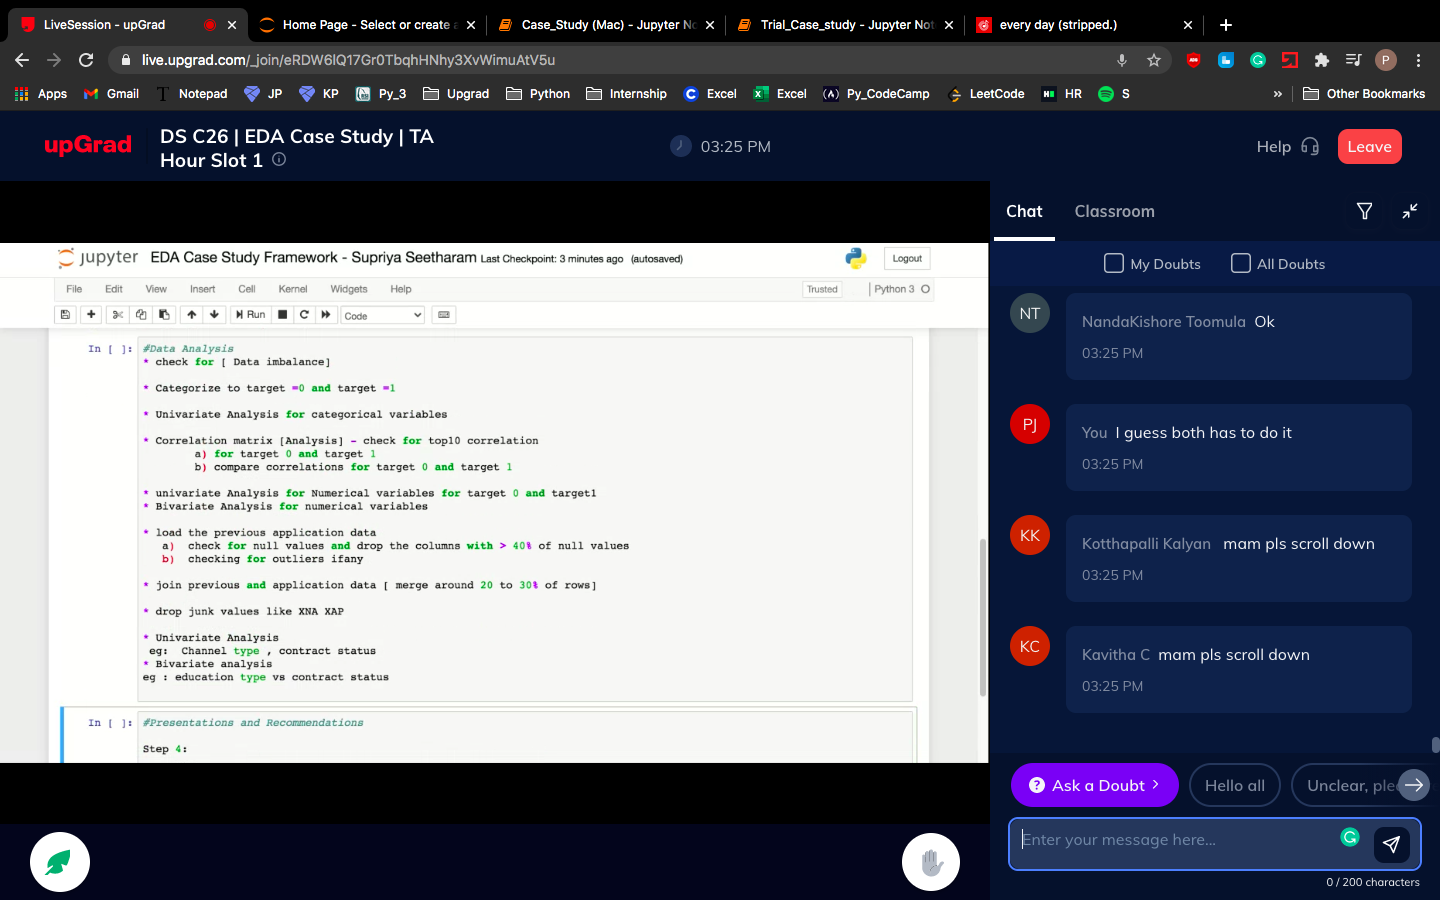 LiveSession - upGrad
Home Page - Select or create a
Case_Study (Mac) - Jupyter No
Trial_Case_study - Jupyter Not
every day (stripped.)
live.upgrad.com/_join/eRDW6lQ17Gr0TbqhHNhy3XvWimuAtV5u
P
Apps
Gmail
Notepad
JP
KP
Py_3
Upgrad
Python
Internship
Excel
Excel
Py_CodeCamp
LeetCode
HR
S
Other Bookmarks
upGrad
DS C26 | EDA Case Study | TA
Hour Slot 1
03:25 PM
Help
Leave
jupyter EDA Case Study Framework - Supriya Seetharam Last Checkpoint: 3 minutes ago (autosaved)
Logout
File Edit View Insert Cell Kernel Widgets Help
Trusted
Python 3
Run
Code
In [ ]: #Data Analysis
* check for [ Data imbalance]
* Categorize to target =0 and target =1
* Univariate Analysis for categorical variables
* Correlation matrix [Analysis] - check for top10 correlation
a) for target 0 and target 1
b) compare correlations for target 0 and target 1
* univariate Analysis for Numerical variables for target 0 and target1
* Bivariate Analysis for numerical variables
* load the previous application data
a) check for null values and drop the columns with > 40% of null values
b) checking for outliers ifany
* join previous and application data [ merge around 20 to 30% of rows]
* drop junk values like XNA XAP
* Univariate Analysis
eg: Channel type , contract status
* Bivariate analysis
eg : education type vs contract status
In [ ]: #Presentations and Recommendations
Step 4:
Chat
Classroom
My Doubts
All Doubts
NT
NandaKishore Toomula Ok
03:25 PM
PJ
You I guess both has to do it
03:25 PM
KK
Kotthapalli Kalyan mam pls scroll down
03:25 PM
KC
Kavitha C mam pls scroll down
03:25 PM
Ask a Doubt
Hello all
Unclear, ple
Enter your message here...
0 / 200 characters